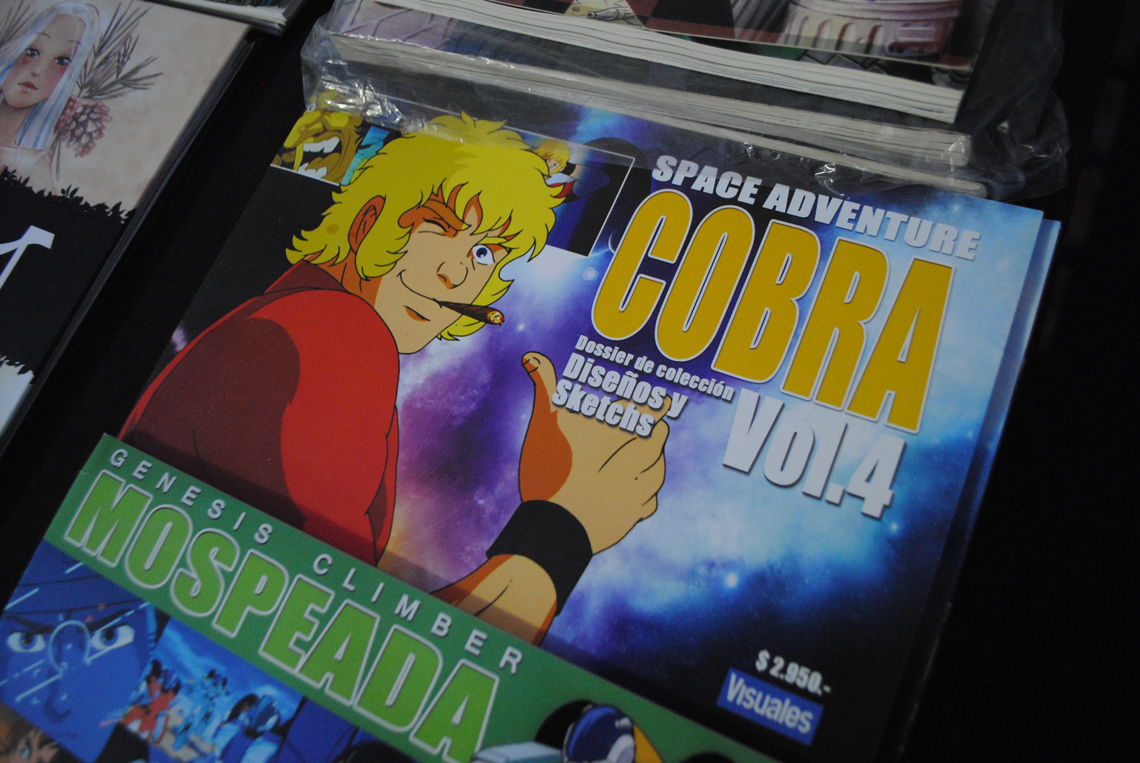 SPACE ADVENTURE
COBRA
Dossier de colección
Diseños y
Sketchs
Vol.4
$ 2.950.-
Visuales
GENESIS CLIMBER
MOSPEADA